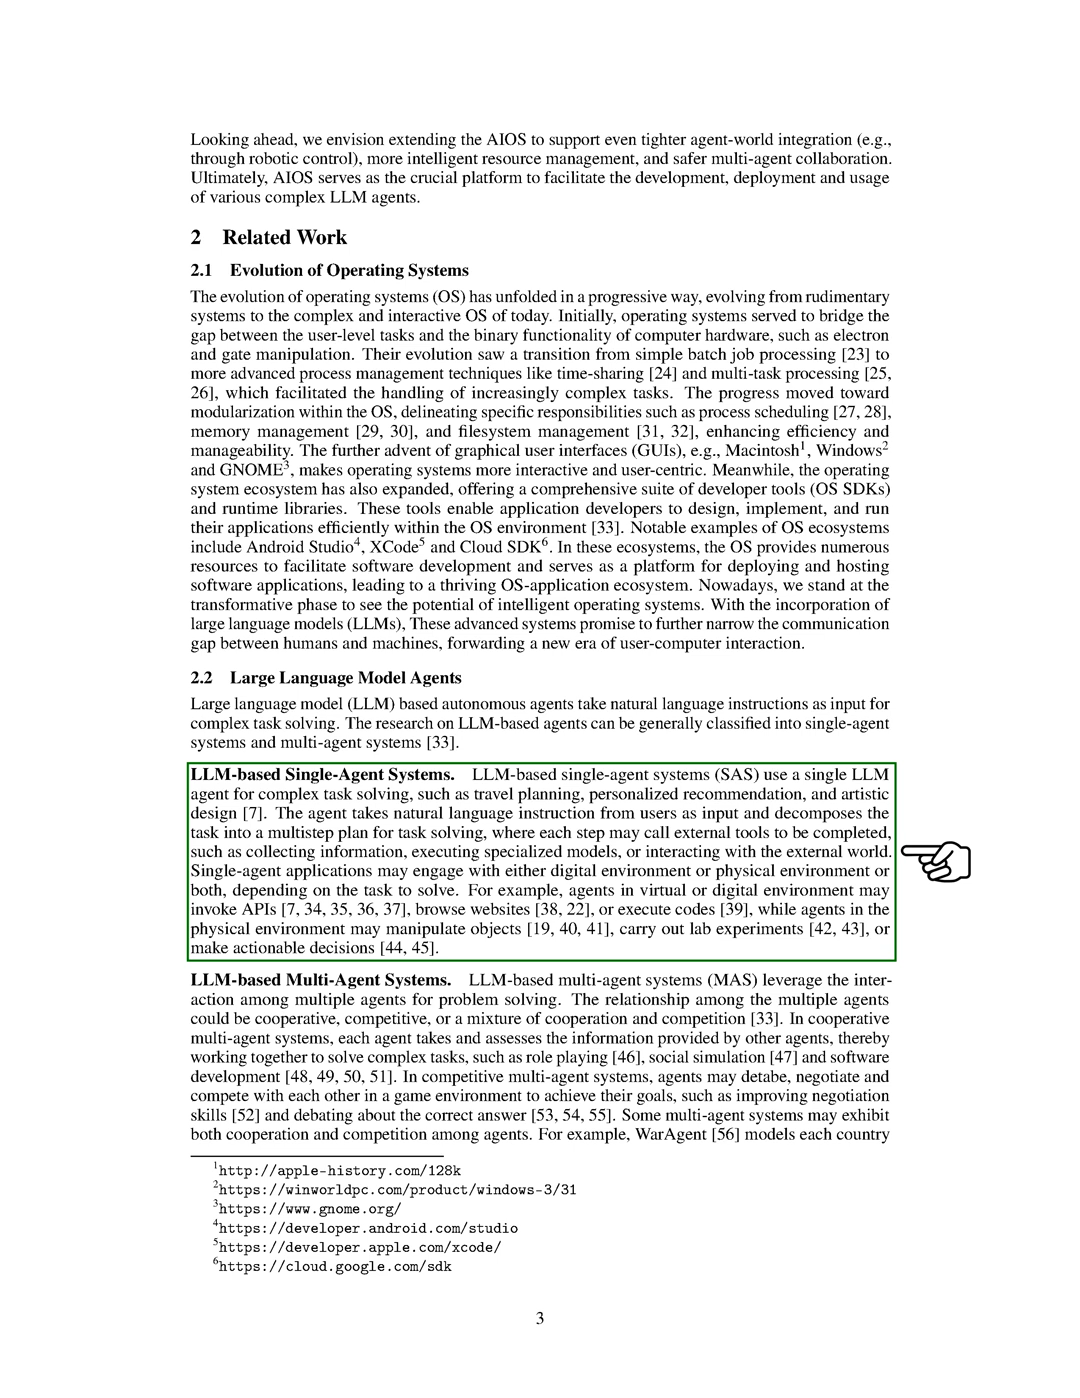 Looking ahead, we envision extending the AIOS to support even tighter agent-world integration (e.g.,
through robotic control), more intelligent resource management, and safer multi-agent collaboration.
Ultimately, AIOS serves as the crucial platform to facilitate the development, deployment and usage
of various complex LLM agents.
2 Related Work
2.1 Evolution of Operating Systems
The evolution of operating systems (OS) has unfolded in a progressive way, evolving from rudimentary
systems to the complex and interactive OS of today. Initially, operating systems served to bridge the
gap between the user-level tasks and the binary functionality of computer hardware, such as electron
and gate manipulation. Their evolution saw a transition from simple batch job processing [23] to
more advanced process management techniques like time-sharing [24] and multi-task processing [25,
26], which facilitated the handling of increasingly complex tasks. The progress moved toward
modularization within the OS, delineating specific responsibilities such as process scheduling [27, 28],
memory management [29, 30], and filesystem management [31, 32], enhancing efficiency and
manageability. The further advent of graphical user interfaces (GUIs), e.g., Macintosh1, Windows2
and GNOME3, makes operating systems more interactive and user-centric. Meanwhile, the operating
system ecosystem has also expanded, offering a comprehensive suite of developer tools (OS SDKs)
and runtime libraries. These tools enable application developers to design, implement, and run
their applications efficiently within the OS environment [33]. Notable examples of OS ecosystems
include Android Studio4, XCode5 and Cloud SDK6. In these ecosystems, the OS provides numerous
resources to facilitate software development and serves as a platform for deploying and hosting
software applications, leading to a thriving OS-application ecosystem. Nowadays, we stand at the
transformative phase to see the potential of intelligent operating systems. With the incorporation of
large language models (LLMs), These advanced systems promise to further narrow the communication
gap between humans and machines, forwarding a new era of user-computer interaction.
2.2 Large Language Model Agents
Large language model (LLM) based autonomous agents take natural language instructions as input for
complex task solving. The research on LLM-based agents can be generally classified into single-agent
systems and multi-agent systems [33].
LLM-based Single-Agent Systems. LLM-based single-agent systems (SAS) use a single LLM
agent for complex task solving, such as travel planning, personalized recommendation, and artistic
design [7]. The agent takes natural language instruction from users as input and decomposes the
task into a multistep plan for task solving, where each step may call external tools to be completed,
such as collecting information, executing specialized models, or interacting with the external world.
Single-agent applications may engage with either digital environment or physical environment or
both, depending on the task to solve. For example, agents in virtual or digital environment may
invoke APIs [7, 34, 35, 36, 37], browse websites [38, 22], or execute codes [39], while agents in the
physical environment may manipulate objects [19, 40, 41], carry out lab experiments [42, 43], or
make actionable decisions [44, 45].
LLM-based Multi-Agent Systems. LLM-based multi-agent systems (MAS) leverage the inter-
action among multiple agents for problem solving. The relationship among the multiple agents
could be cooperative, competitive, or a mixture of cooperation and competition [33]. In cooperative
multi-agent systems, each agent takes and assesses the information provided by other agents, thereby
working together to solve complex tasks, such as role playing [46], social simulation [47] and software
development [48, 49, 50, 51]. In competitive multi-agent systems, agents may detabe, negotiate and
compete with each other in a game environment to achieve their goals, such as improving negotiation
skills [52] and debating about the correct answer [53, 54, 55]. Some multi-agent systems may exhibit
both cooperation and competition among agents. For example, WarAgent [56] models each country
1http://apple-history.com/128k
2https://winworldpc.com/product/windows-3/31
3https://www.gnome.org/
4https://developer.android.com/studio
5https://developer.apple.com/xcode/
6https://cloud.google.com/sdk
3